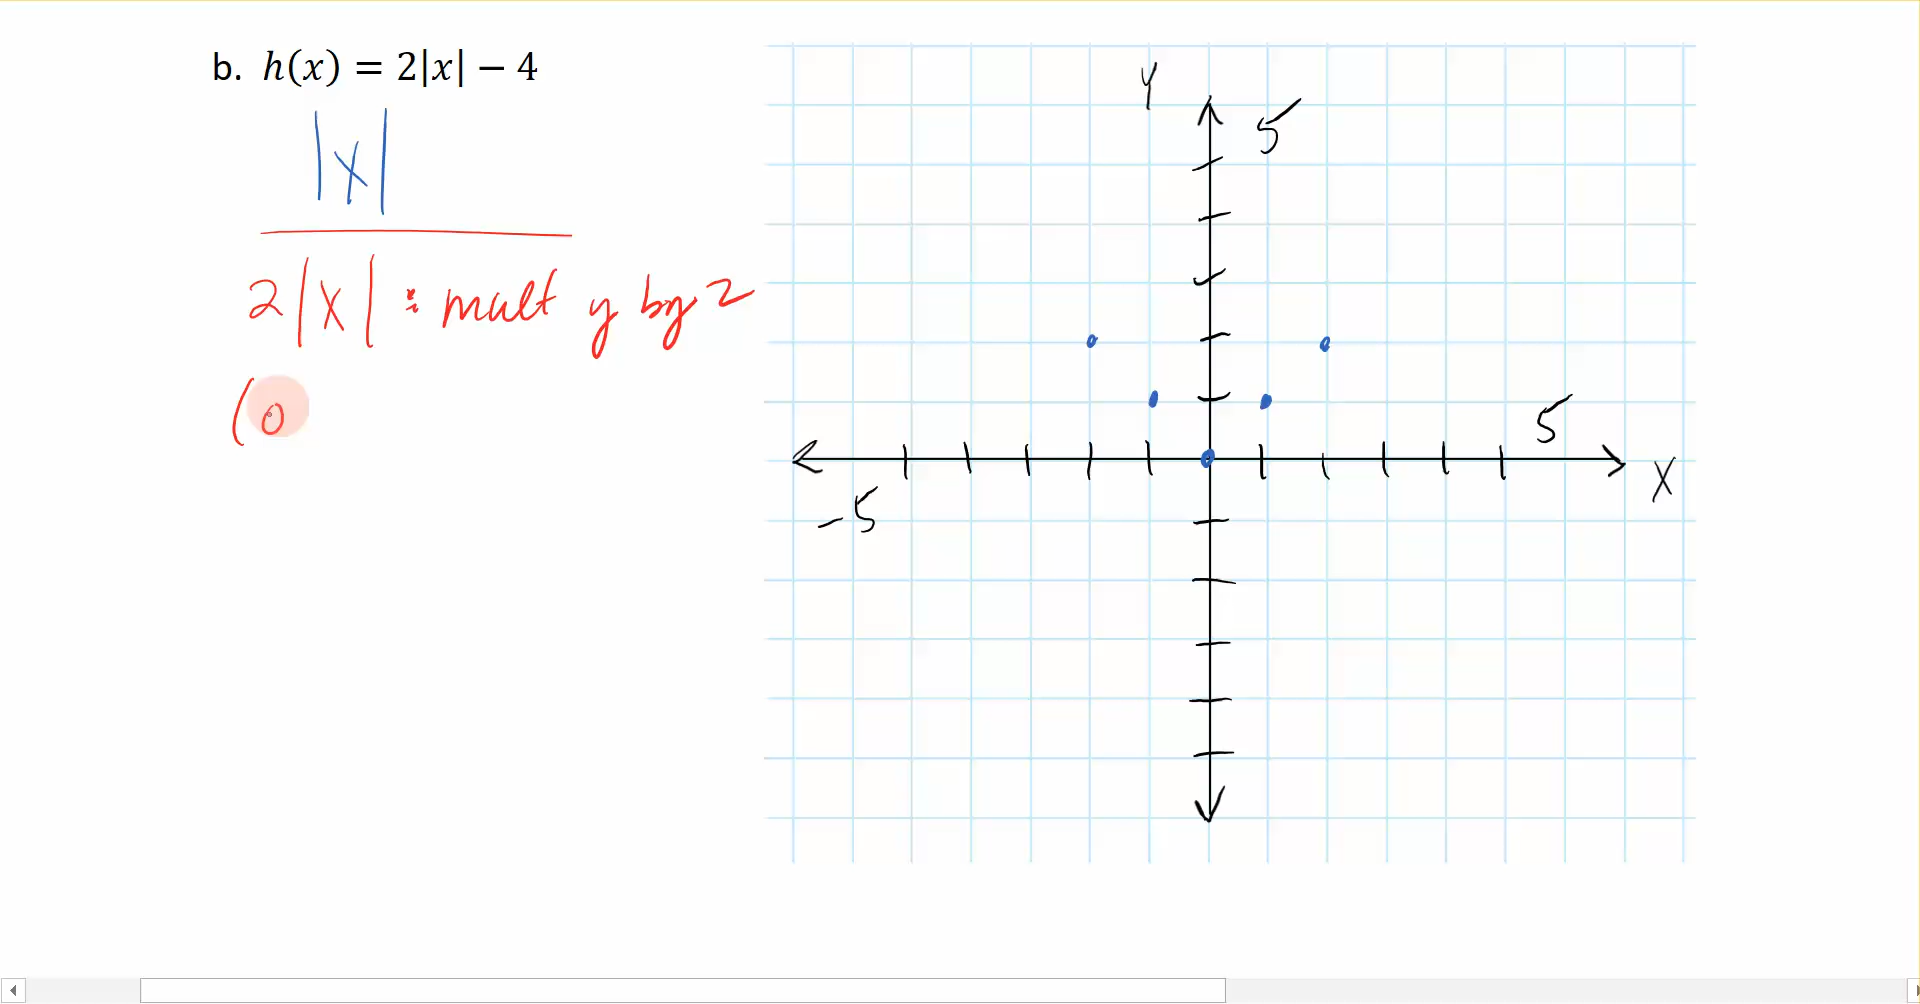 b. h(x) = 2|x| − 4
|x|
2|x| : mult y by 2
(0
Y
5
5
-5
X